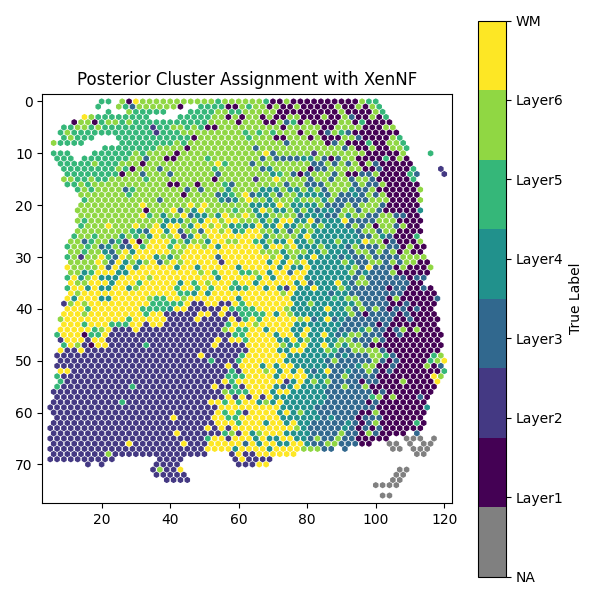 Posterior Cluster Assignment with XenNF
0
10
20
30
40
50
60
70
20
40
60
80
100
120
WM
Layer6
Layer5
Layer4
Layer3
Layer2
Layer1
NA
True Label